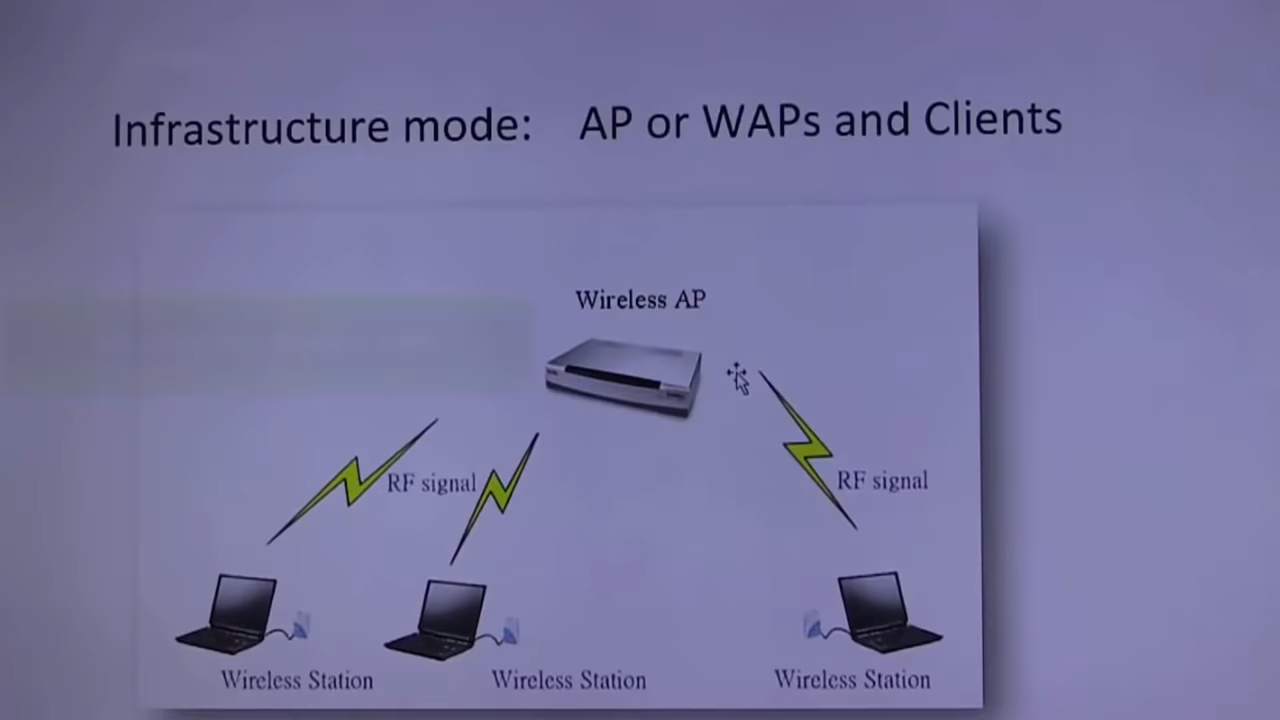 Infrastructure mode: AP or WAPs and Clients
Wireless AP
RF signal
RF signal
Wireless Station
Wireless Station
Wireless Station